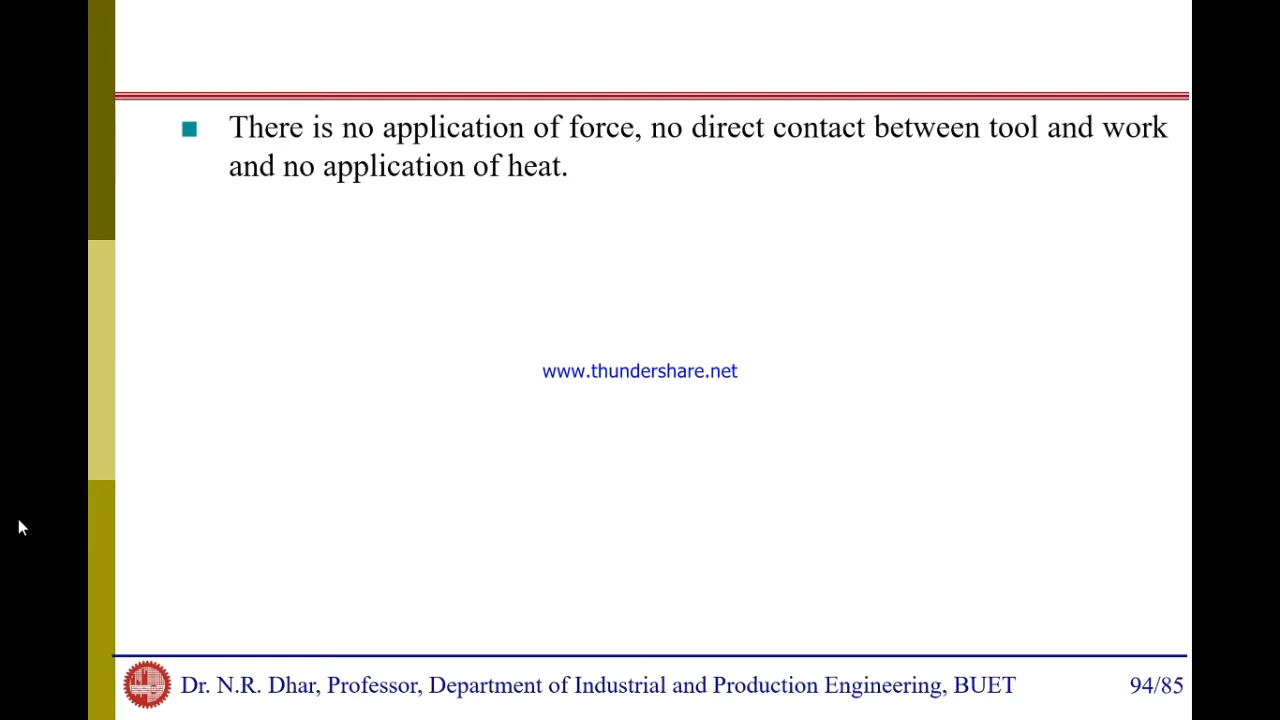 There is no application of force, no direct contact between tool and work
and no application of heat.
www.thundershare.net
Dr. N.R. Dhar, Professor, Department of Industrial and Production Engineering, BUET 94/85